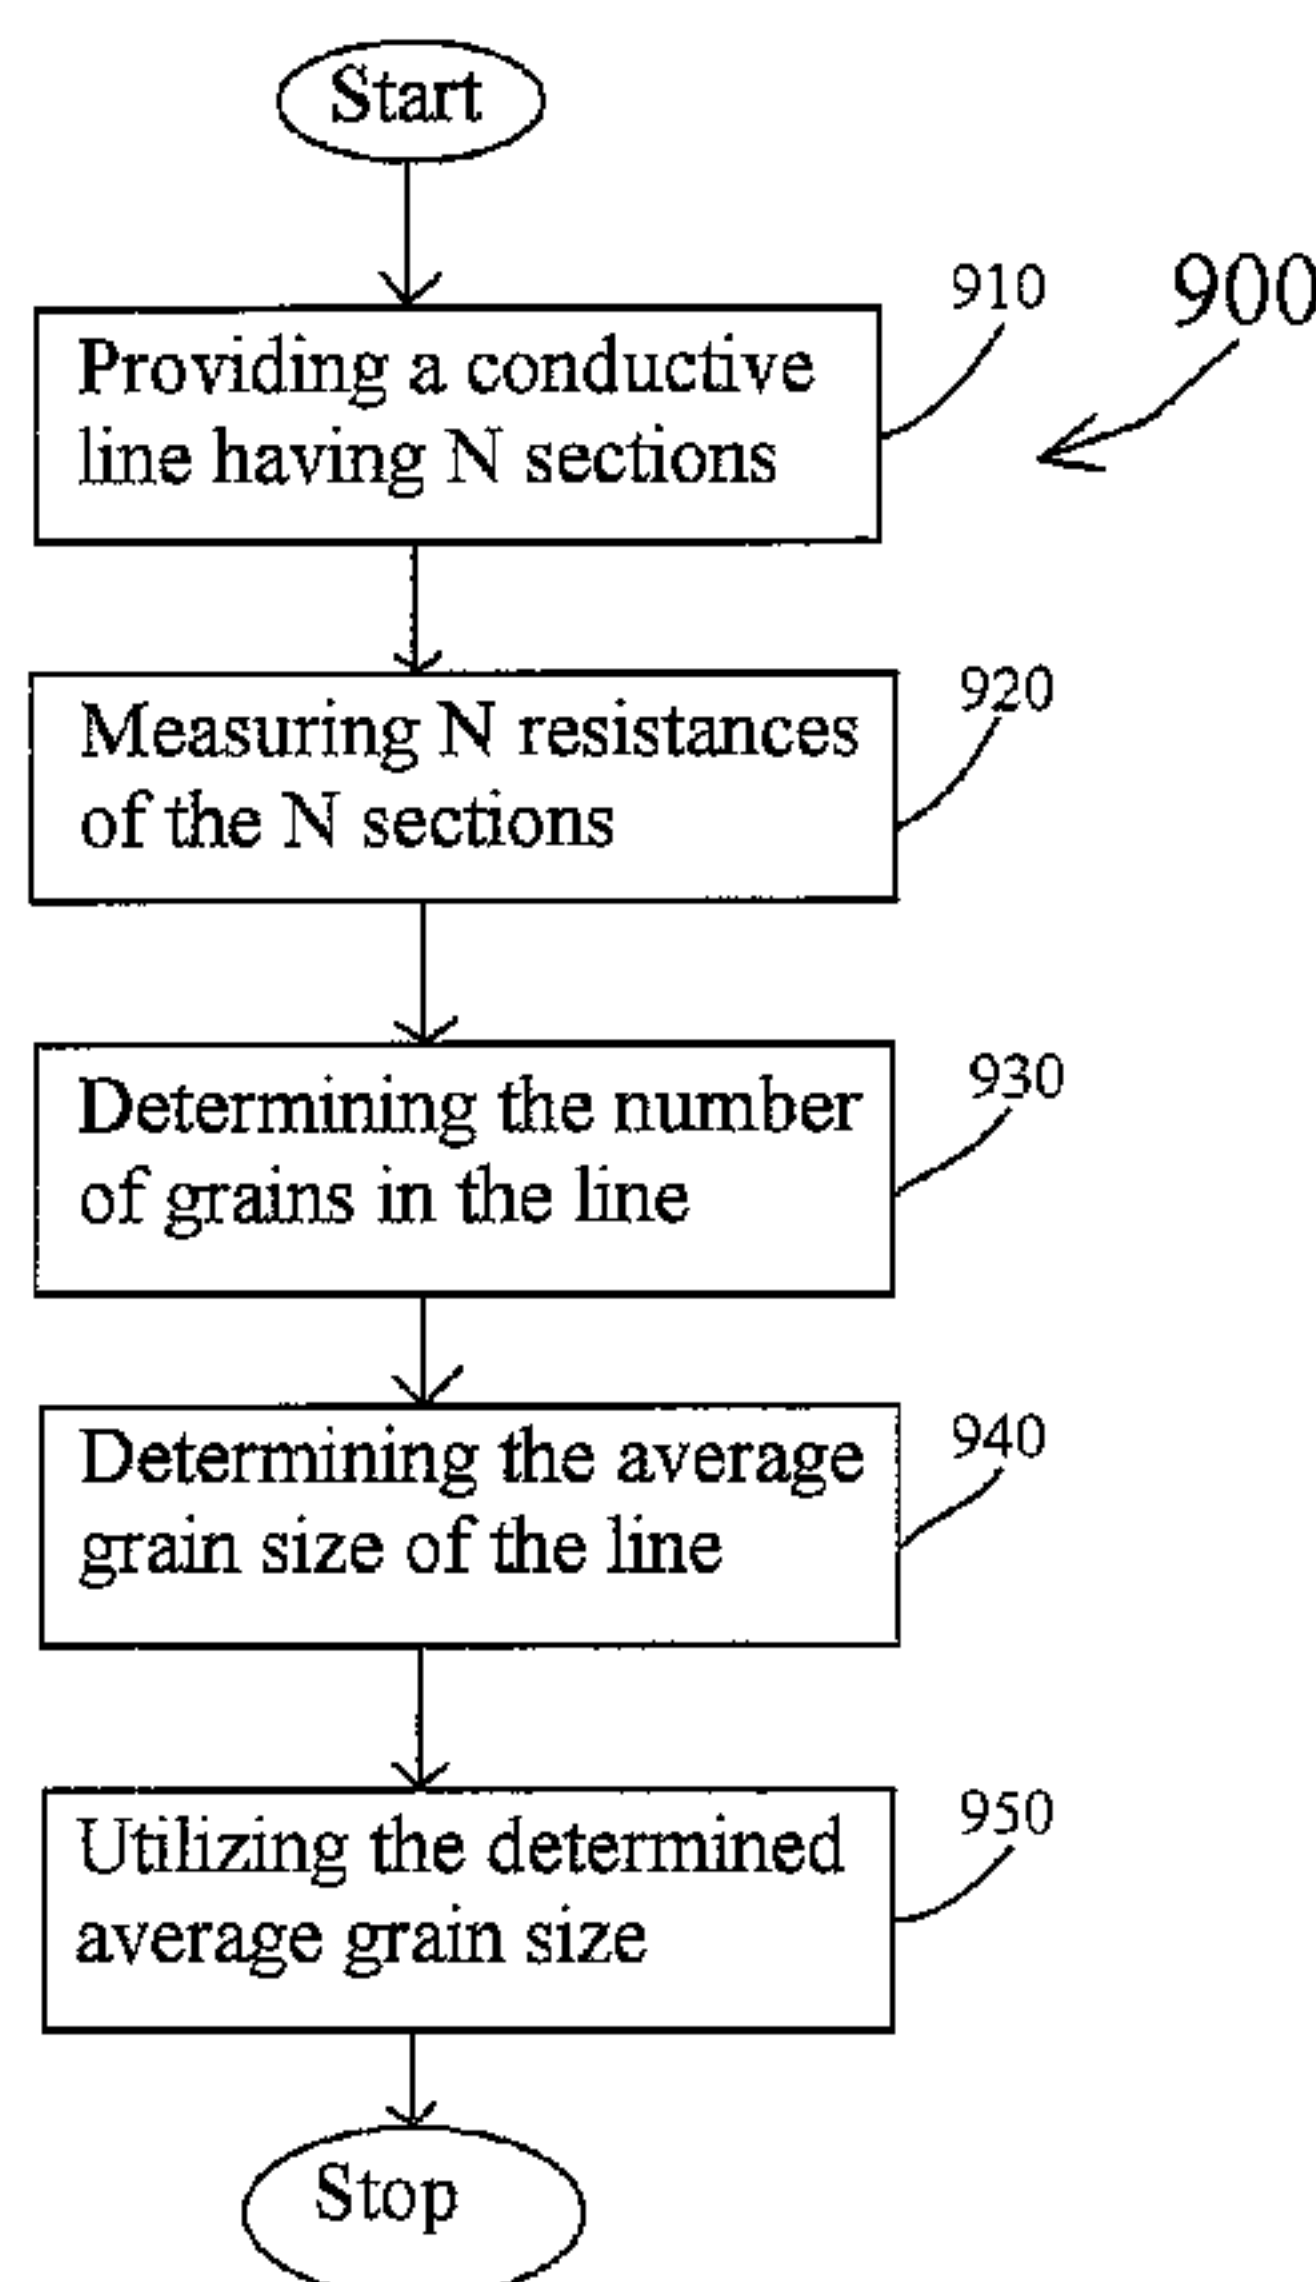 Start
910
900
Providing a conductive
line having N sections
920
Measuring N resistances
of the N sections
930
Determining the number
of grains in the line
940
Determining the average
grain size of the line
950
Utilizing the determined
average grain size
Stop